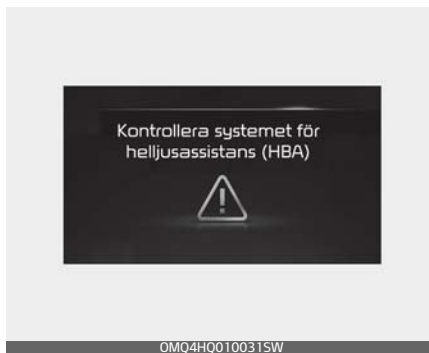 Kontrollera systemet för
helljusassistans (HBA)
OMQ4HQ010031SW